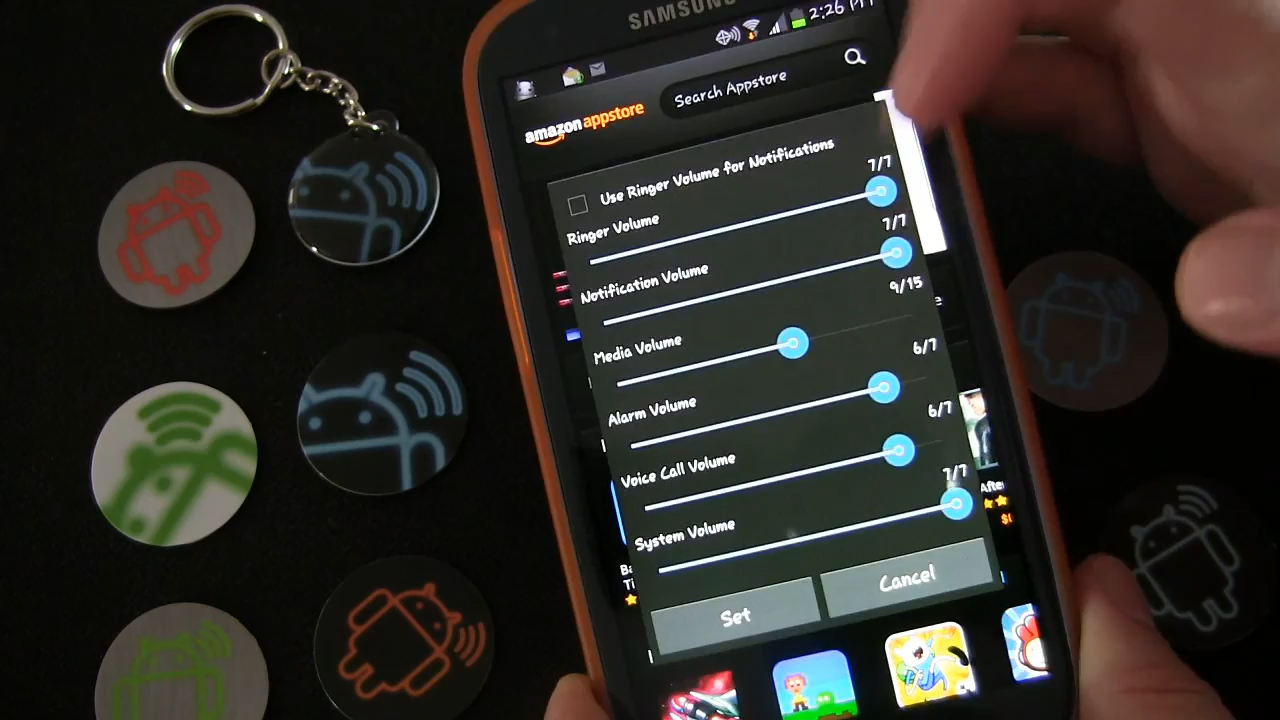 SAMSUNG
2:26 PM
Search Appstore
amazon appstore
Use Ringer Volume for Notifications
7/7
Ringer Volume
7/7
Notification Volume
9/15
Media Volume
6/7
Alarm Volume
6/7
Voice Call Volume
7/7
System Volume
Set
Cancel